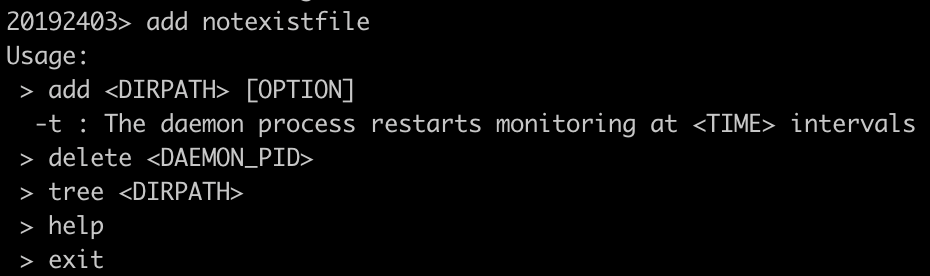 20192403> add notexistfile
Usage:
 > add <DIRPATH> [OPTION]
  -t : The daemon process restarts monitoring at <TIME> intervals
 > delete <DAEMON_PID>
 > tree <DIRPATH>
 > help
 > exit